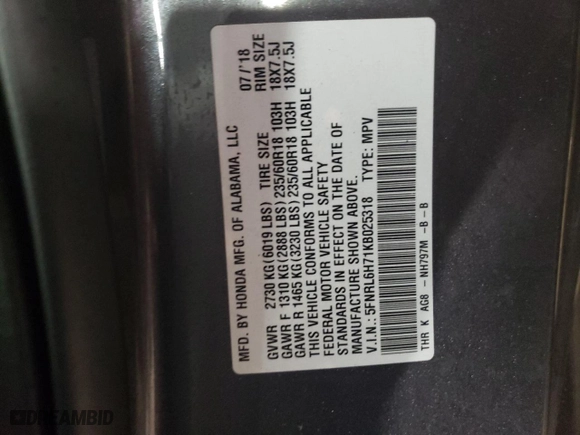 MFD. BY HONDA MFG. OF ALABAMA, LLC 07/'18
TIRE SIZE RIM SIZE
GVWR 2730 KG(6019 LBS)
GAWR F 1310 KG(2888 LBS)235/60R18 103H 18X7.5J
GAWR R 1465 KG(3230 LBS)235/60R18 103H 18X7.5J
THIS VEHICLE CONFORMS TO ALL APPLICABLE
FEDERAL MOTOR VEHICLE SAFETY
STANDARDS IN EFFECT ON THE DATE OF
MANUFACTURE SHOWN ABOVE.
V.I.N.: 5FNRL6H71KB025318 TYPE: MPV
THR K AG8 - NH797M -B - B
DREAMBID